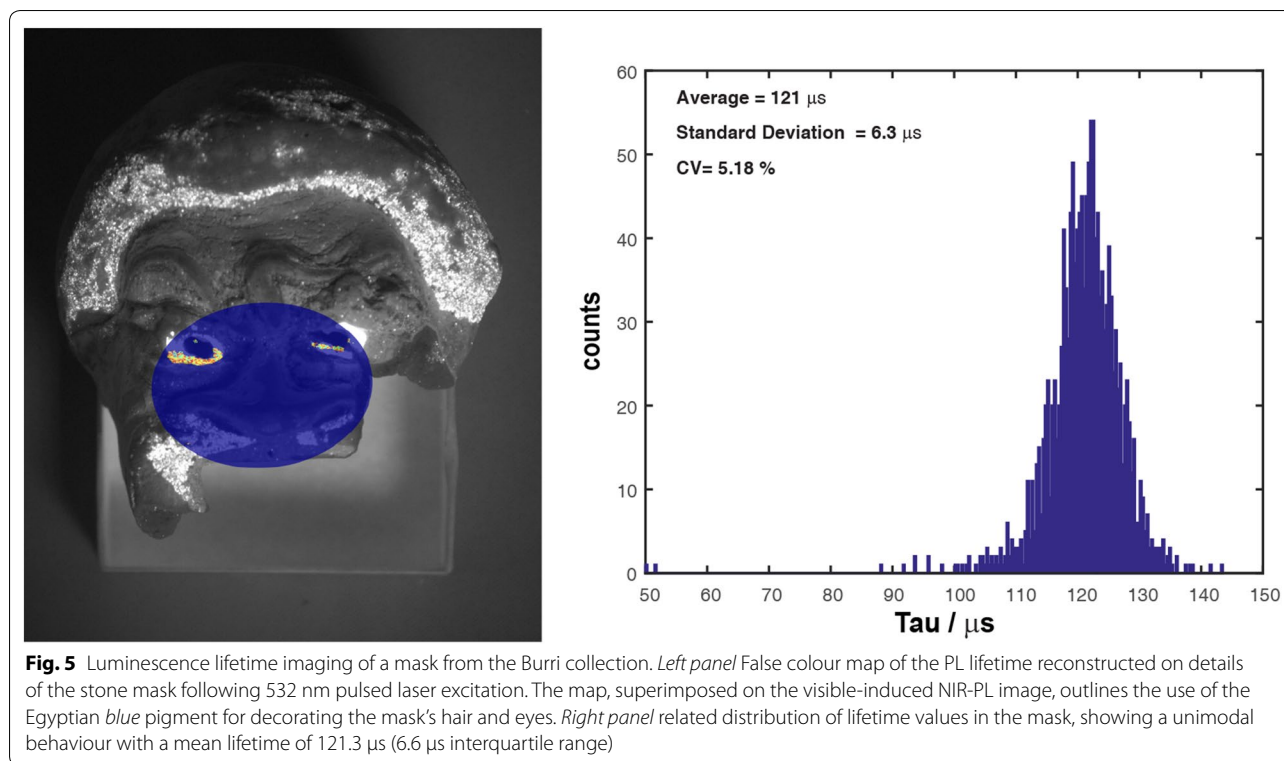 60
50
40
30
20
10
0
counts
Average = 121 μs
Standard Deviation = 6.3 μs
CV= 5.18 %
50 60 70 80 90 100 110 120 130 140 150
Tau / μs
Fig. 5 Luminescence lifetime imaging of a mask from the Burri collection. Left panel False colour map of the PL lifetime reconstructed on details
of the stone mask following 532 nm pulsed laser excitation. The map, superimposed on the visible-induced NIR-PL image, outlines the use of the
Egyptian blue pigment for decorating the mask's hair and eyes. Right panel related distribution of lifetime values in the mask, showing a unimodal
behaviour with a mean lifetime of 121.3 μs (6.6 μs interquartile range)